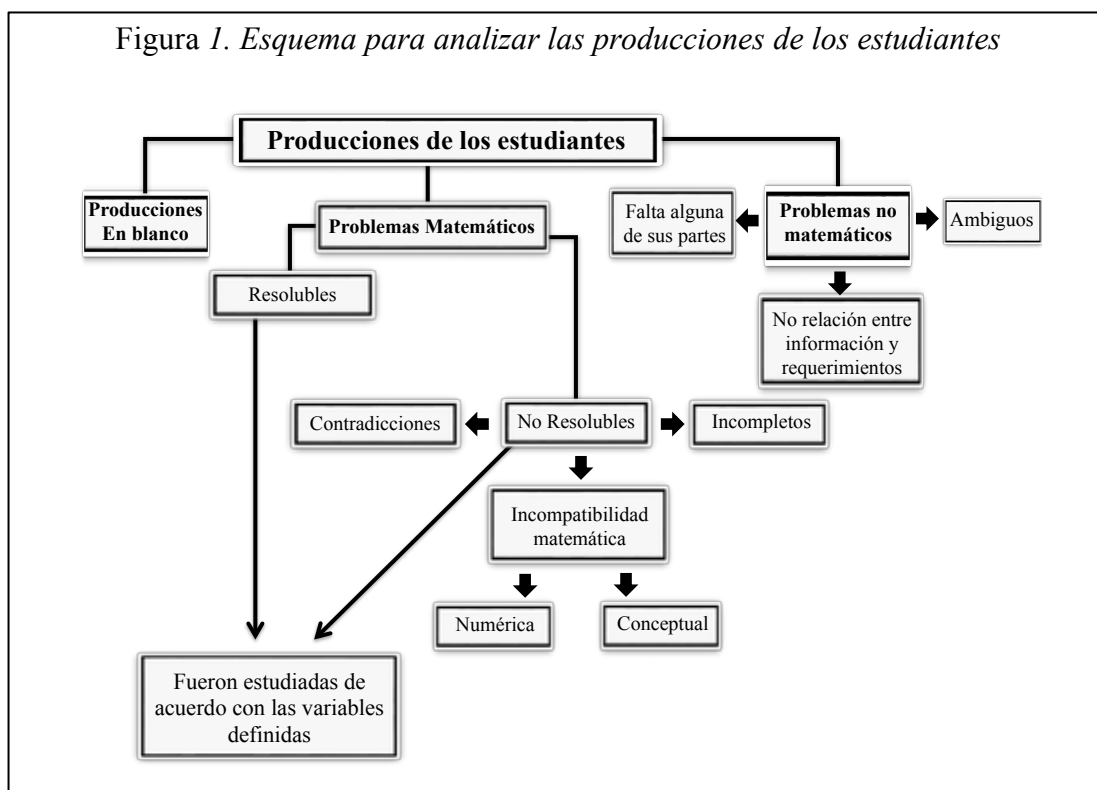 Figura 1. Esquema para analizar las producciones de los estudiantes
Producciones de los estudiantes
Producciones
En blanco
Problemas Matemáticos
Falta alguna
de sus partes
Problemas no
matemáticos
Ambiguos
Resolubles
No relación entre
información y
requerimientos
Contradicciones
No Resolubles
Incompletos
Incompatibilidad
matemática
Numérica
Conceptual
Fueron estudiadas de
acuerdo con las variables
definidas